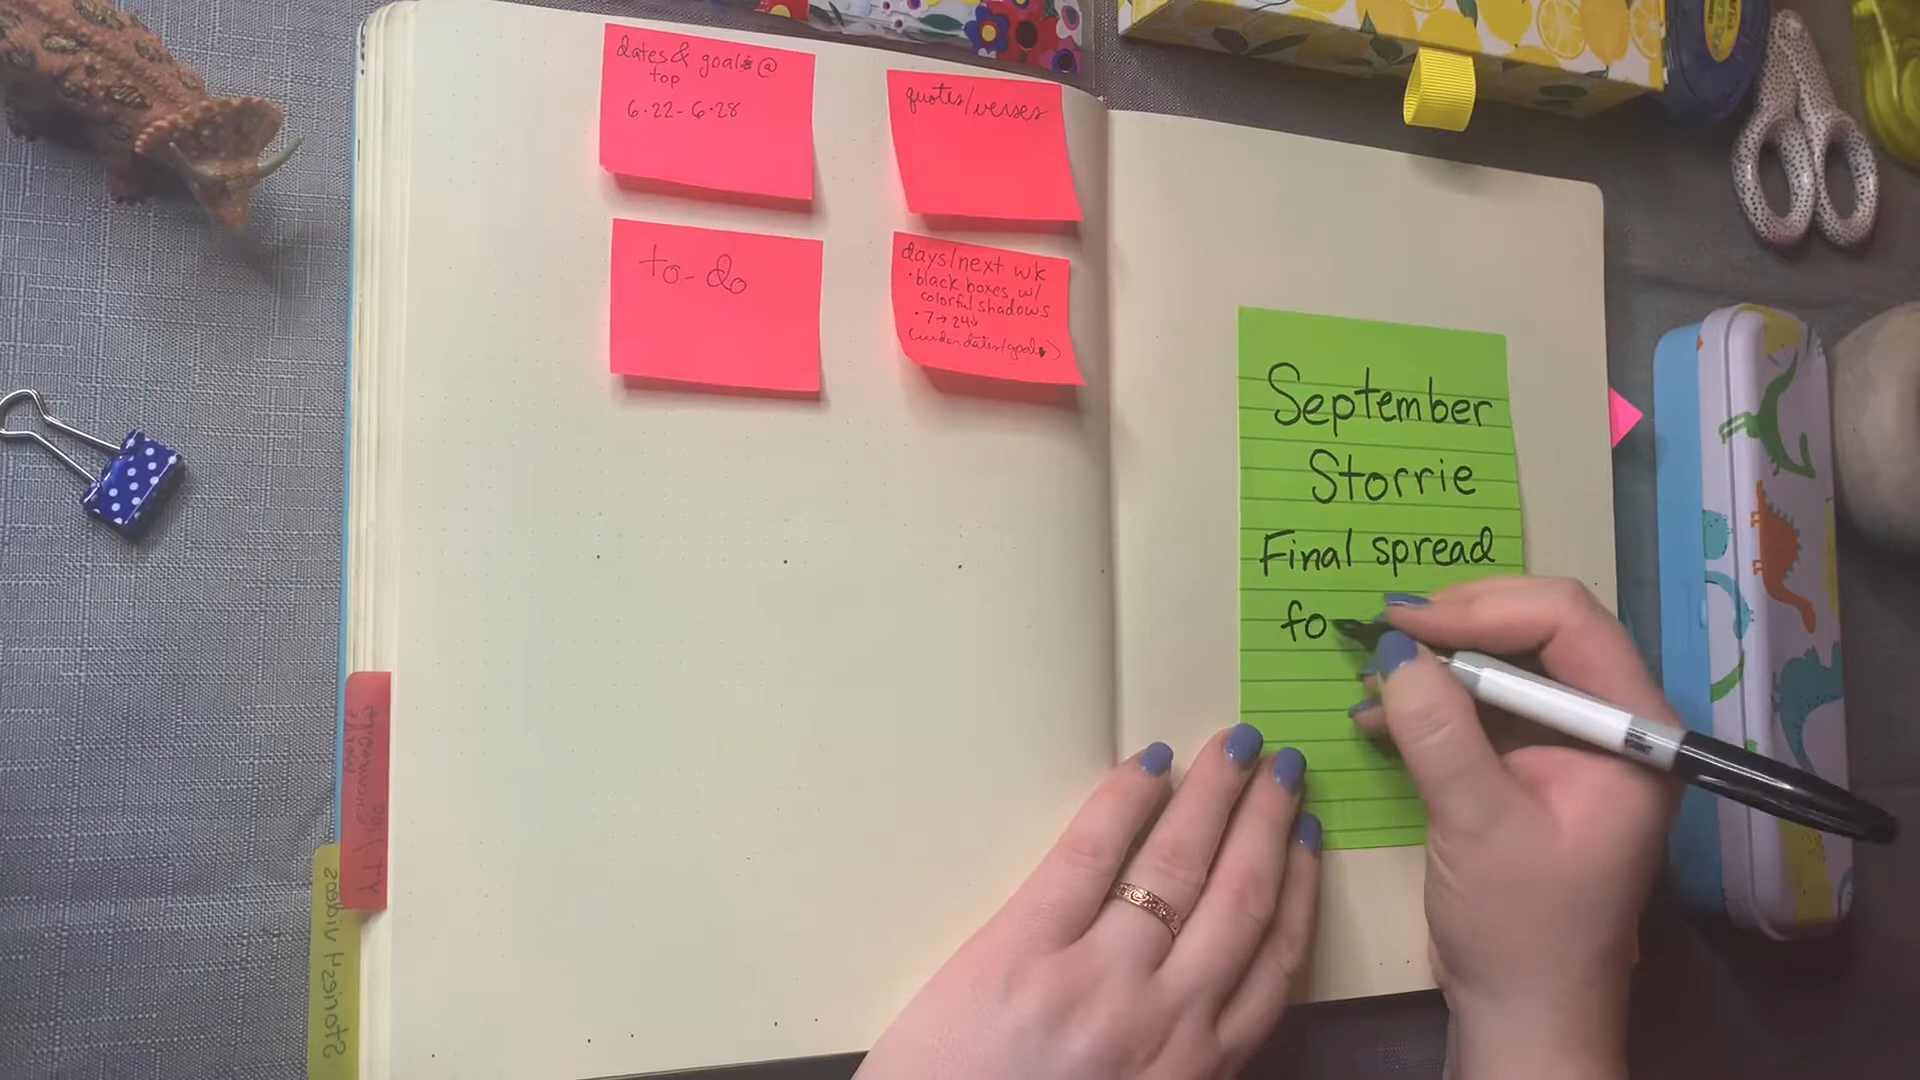 dates & goals @
top
6.22-6.28
quotes/verses
to-do
days/next wk
• black boxes w/
colorful shadows
• 7→24↓
(under dates/goals)
September
Storrie
Final spread
fo